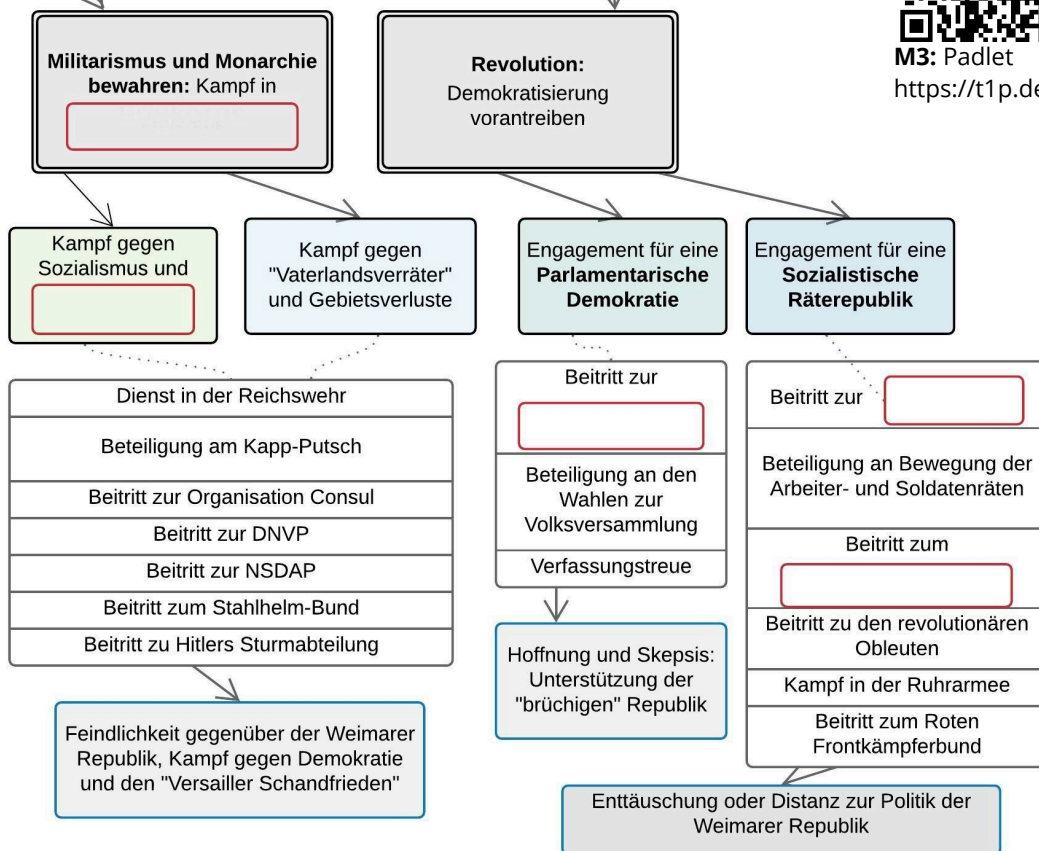 M3: Padlet
https://t1p.de
Militarismus und Monarchie
bewahren: Kampf in
Revolution:
Demokratisierung
vorantreiben
Kampf gegen
Sozialismus und
Kampf gegen
"Vaterlandsverräter"
und Gebietsverluste
Engagement für eine
Parlamentarische
Demokratie
Engagement für eine
Sozialistische
Räterepublik
Dienst in der Reichswehr
Beteiligung am Kapp-Putsch
Beitritt zur Organisation Consul
Beitritt zur DNVP
Beitritt zur NSDAP
Beitritt zum Stahlhelm-Bund
Beitritt zu Hitlers Sturmabteilung
Beitritt zur
Beteiligung an den
Wahlen zur
Volksversammlung
Verfassungstreue
Beitritt zur
Beteiligung an Bewegung der
Arbeiter- und Soldatenräten
Beitritt zum
Beitritt zu den revolutionären
Obleuten
Kampf in der Ruhrarmee
Beitritt zum Roten
Frontkämpferbund
Feindlichkeit gegenüber der Weimarer
Republik, Kampf gegen Demokratie
und den "Versailler Schandfrieden"
Hoffnung und Skepsis:
Unterstützung der
"brüchigen" Republik
Enttäuschung oder Distanz zur Politik der
Weimarer Republik